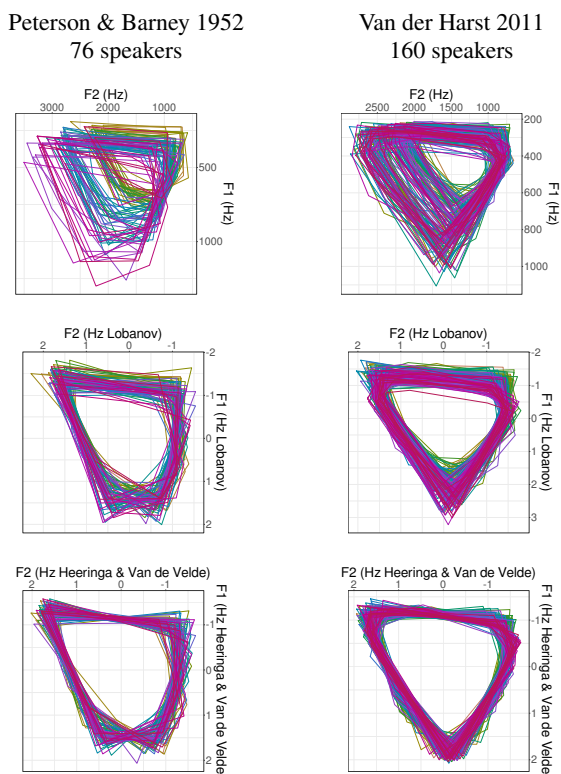 Peterson & Barney 1952
76 speakers
Van der Harst 2011
160 speakers
F2 (Hz)
3000 2000 1000
500
1000
F1 (Hz)
F2 (Hz)
2500 2000 1500 1000
200
400
600
800
1000
F1 (Hz)
F2 (Hz Lobanov)
2 1 0 -1
-2
-1
0
1
2
F1 (Hz Lobanov)
F2 (Hz Lobanov)
2 1 0 -1
-2
-1
0
1
2
3
F1 (Hz Lobanov)
F2 (Hz Heeringa & Van de Velde)
2 1 0 -1
-1
0
1
2
F1 (Hz Heeringa & Van de Velde
F2 (Hz Heeringa & Van de Velde)
1 0 -1
-1
0
1
2
F1 (Hz Heeringa & Van de Velde